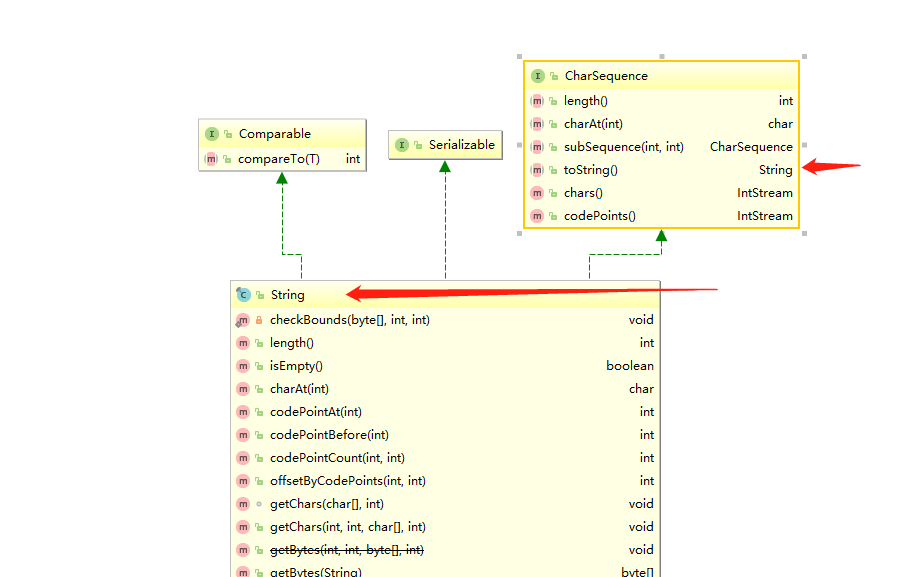 Comparable
compareTo(T) int
Serializable
CharSequence
length() int
charAt(int) char
subSequence(int, int) CharSequence
toString() String
chars() IntStream
codePoints() IntStream
String
checkBounds(byte[], int, int) void
length() int
isEmpty() boolean
charAt(int) char
codePointAt(int) int
codePointBefore(int) int
codePointCount(int, int) int
offsetByCodePoints(int, int) int
getChars(char[], int) void
getChars(int, int, char[], int) void
getBytes(int, int, byte[], int) void
getBytes(String) byte[]